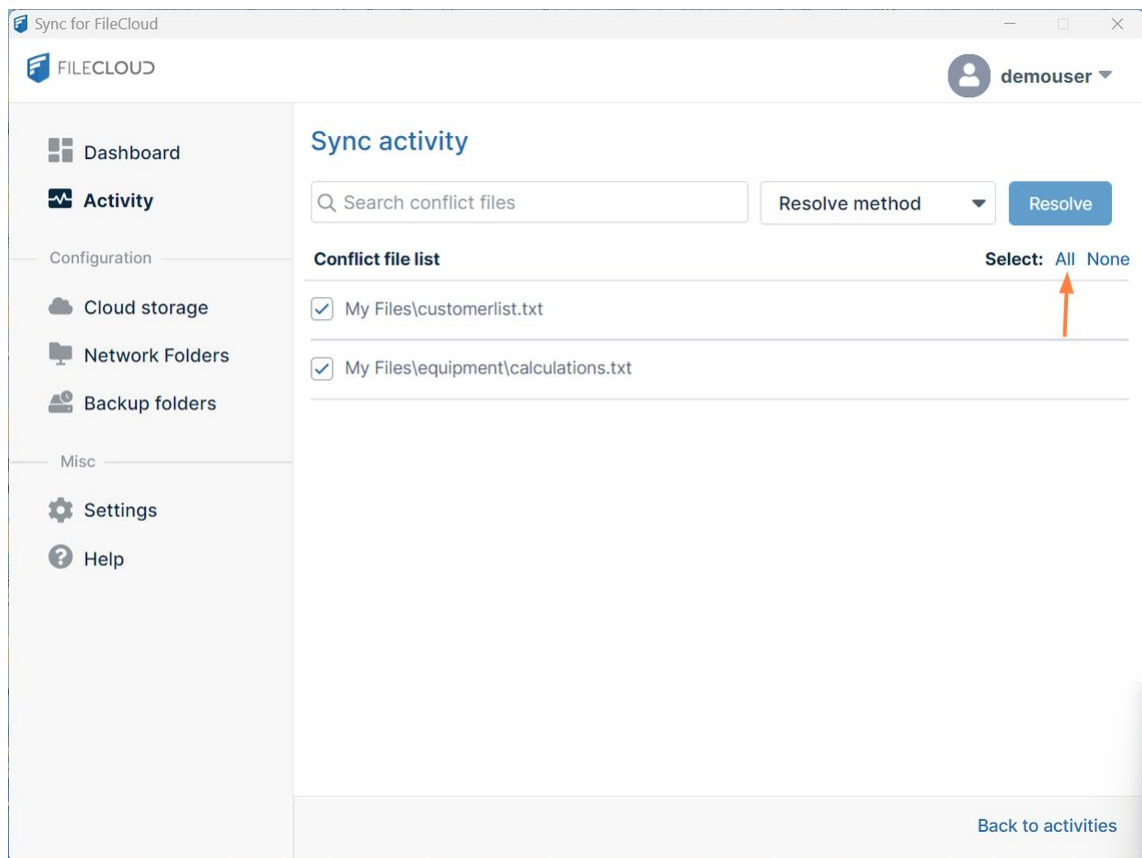 Sync for FileCloud
FILECLOUD
demouser
Dashboard
Activity
Configuration
Cloud storage
Network Folders
Backup folders
Misc
Settings
Help
Sync activity
Search conflict files
Resolve method
Resolve
Conflict file list
Select: All None
My Files\customerlist.txt
My Files\equipment\calculations.txt
Back to activities